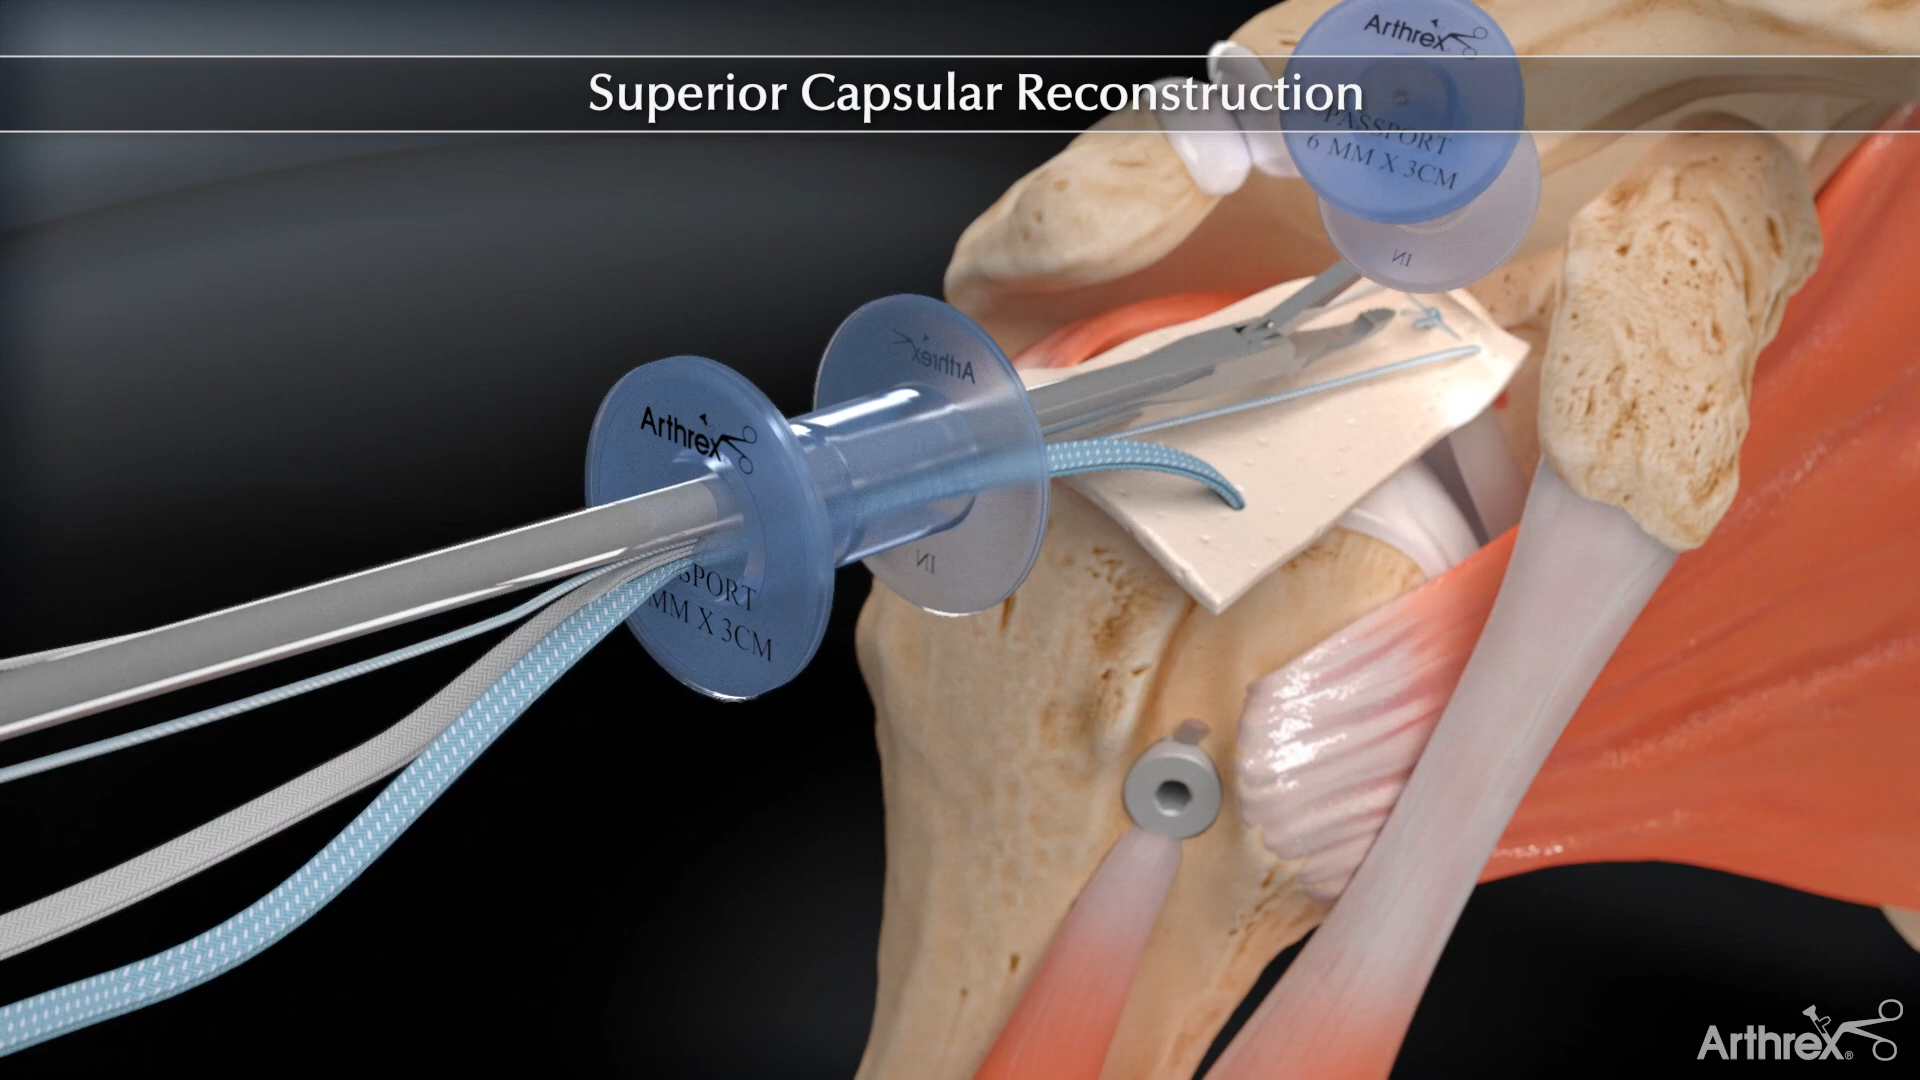 Arthrex
Superior Capsular Reconstruction
PASSPORT
6 MM X 3CM
IN
Arthrex
Arthrex
IN
SPORT
MM X 3CM
Arthrex®